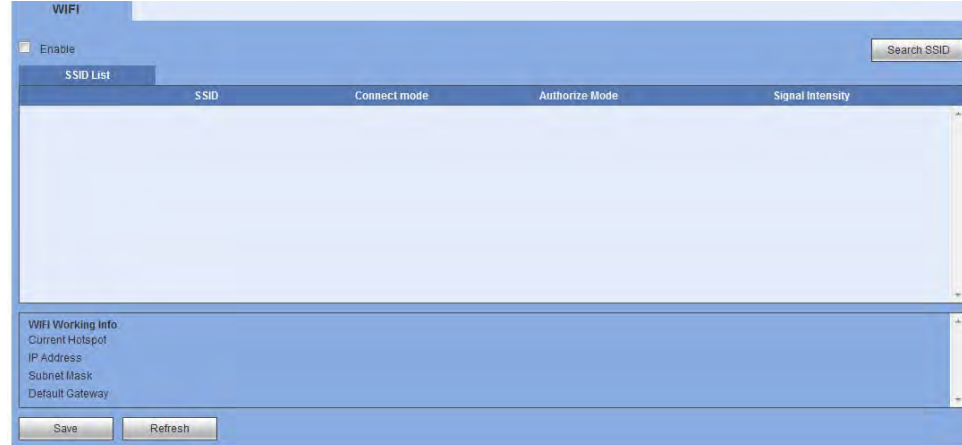 WIFI
Enable
Search SSID
SSID List
SSID Connect mode Authorize Mode Signal Intensity
WIFI Working Info
Current Hotspot
IP Address
Subnet Mask
Default Gateway
Save Refresh